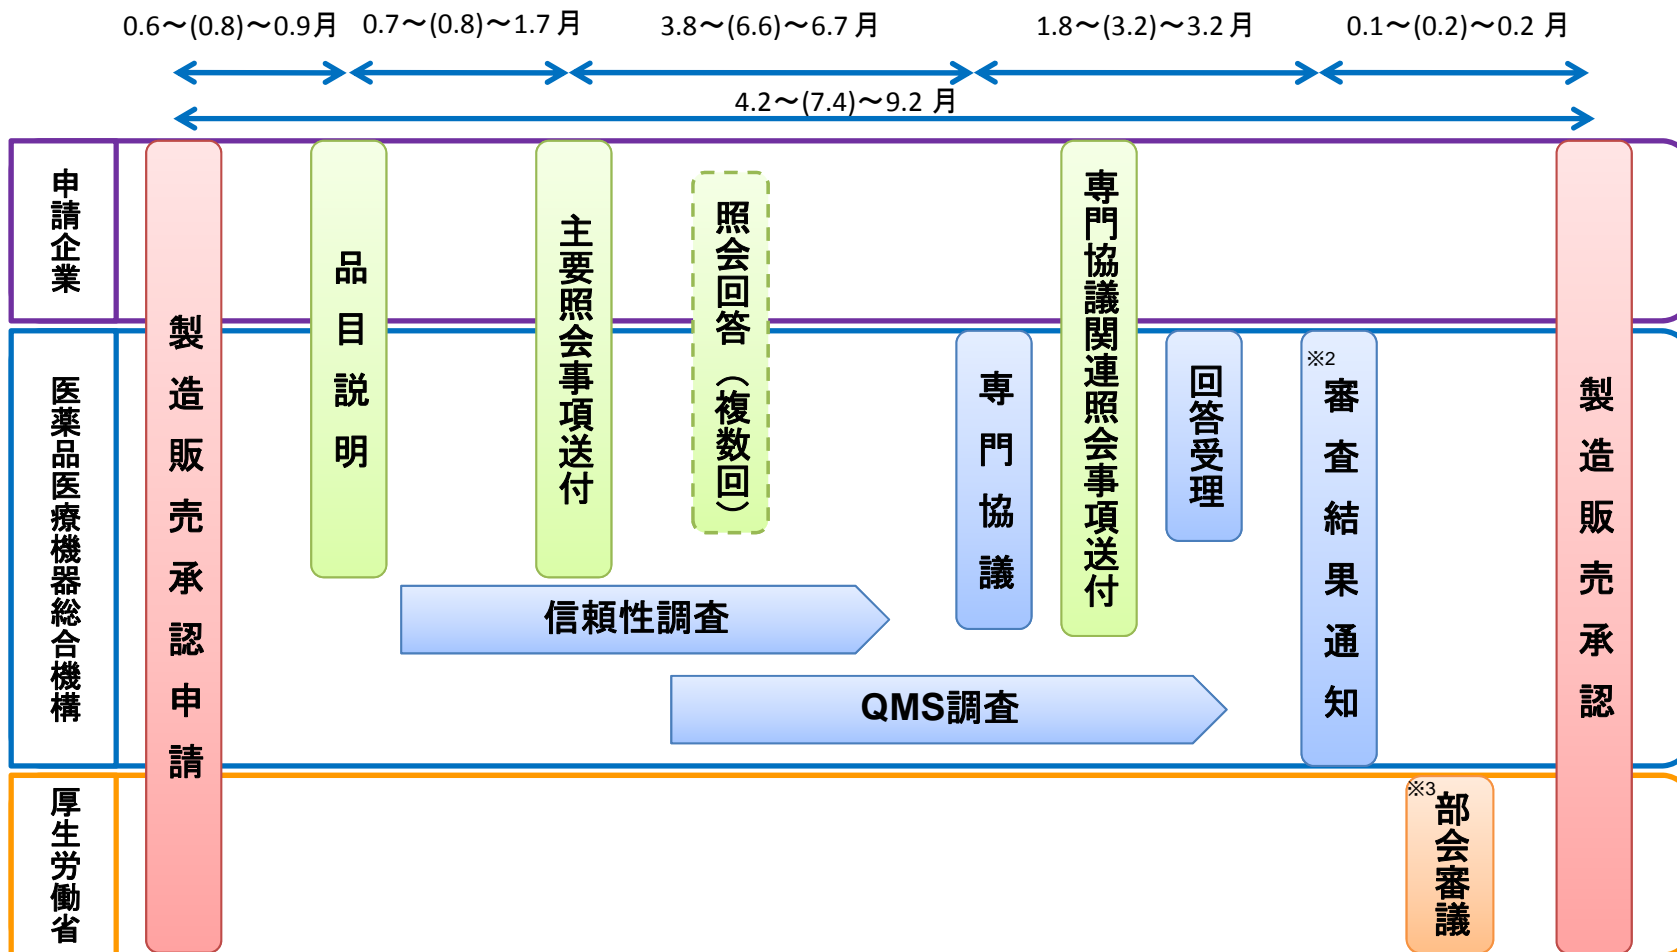 0.6～(0.8)～0.9月
0.7～(0.8)～1.7 月
3.8～(6.6)～6.7 月
1.8～(3.2)～3.2 月
0.1～(0.2)～0.2 月
4.2～(7.4)～9.2 月
申請企業
医薬品医療機器総合機構
厚生労働省
製造販売承認申請
品目説明
主要照会事項送付
照会回答（複数回）
専門協議
専門協議関連照会事項送付
回答受理
※2
審査結果通知
※3
部会審議
製造販売承認
信頼性調査
QMS調査